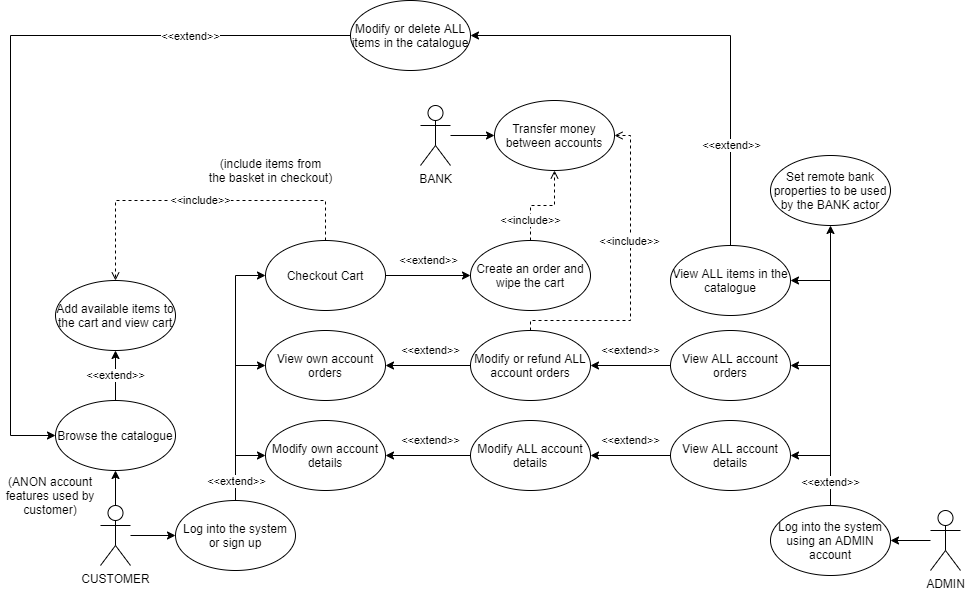 Modify or delete ALL
items in the catalogue
<<extend>>
Transfer money
between accounts
BANK
<<extend>>
(include items from
the basket in checkout)
Set remote bank
properties to be used
by the BANK actor
<<include>>
<<include>>
<<include>>
Checkout Cart
<<extend>>
Create an order and
wipe the cart
View ALL items in the
catalogue
Add available items to
the cart and view cart
View own account
orders
<<extend>>
Modify or refund ALL
account orders
<<extend>>
View ALL account
orders
<<extend>>
Browse the catalogue
Modify own account
details
<<extend>>
Modify ALL account
details
<<extend>>
View ALL account
details
(ANON account
features used by
customer)
<<extend>>
<<extend>>
Log into the system
or sign up
Log into the system
using an ADMIN
account
CUSTOMER
ADMIN